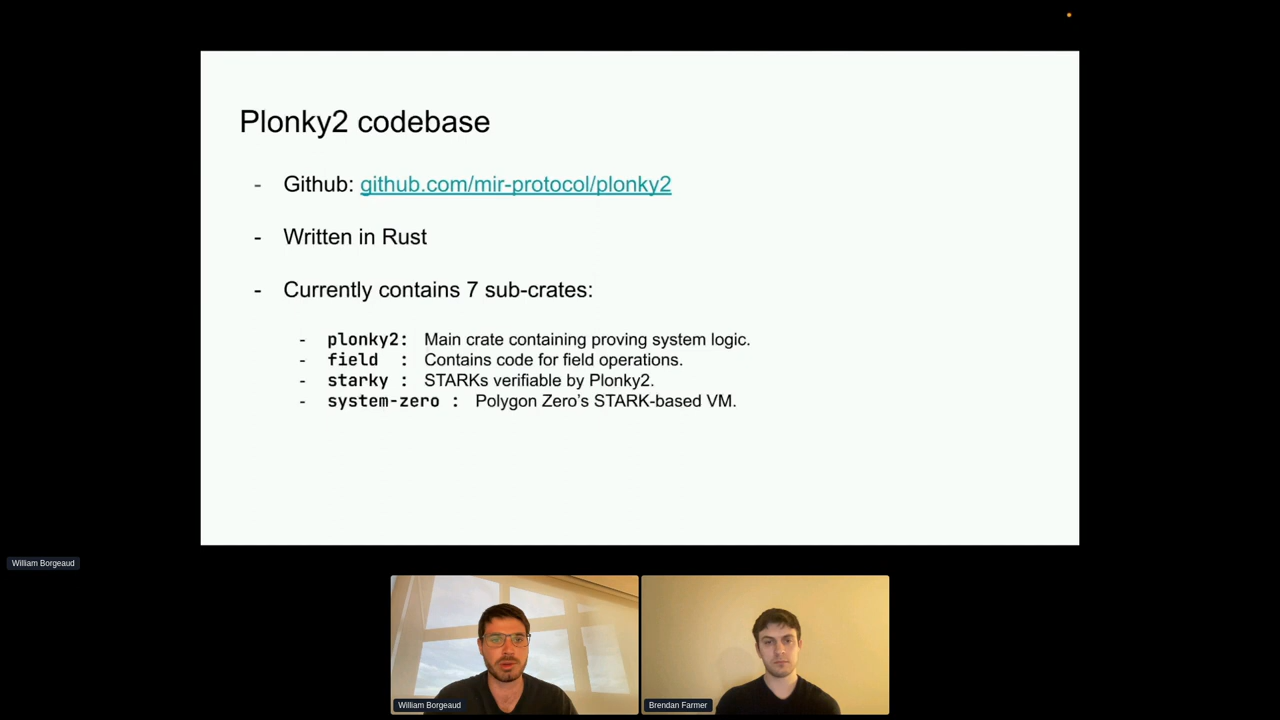 Plonky2 codebase
- Github: github.com/mir-protocol/plonky2
- Written in Rust
- Currently contains 7 sub-crates:
- plonky2: Main crate containing proving system logic.
- field : Contains code for field operations.
- starky : STARKs verifiable by Plonky2.
- system-zero : Polygon Zero's STARK-based VM.
William Borgeaud
William Borgeaud
Brendan Farmer